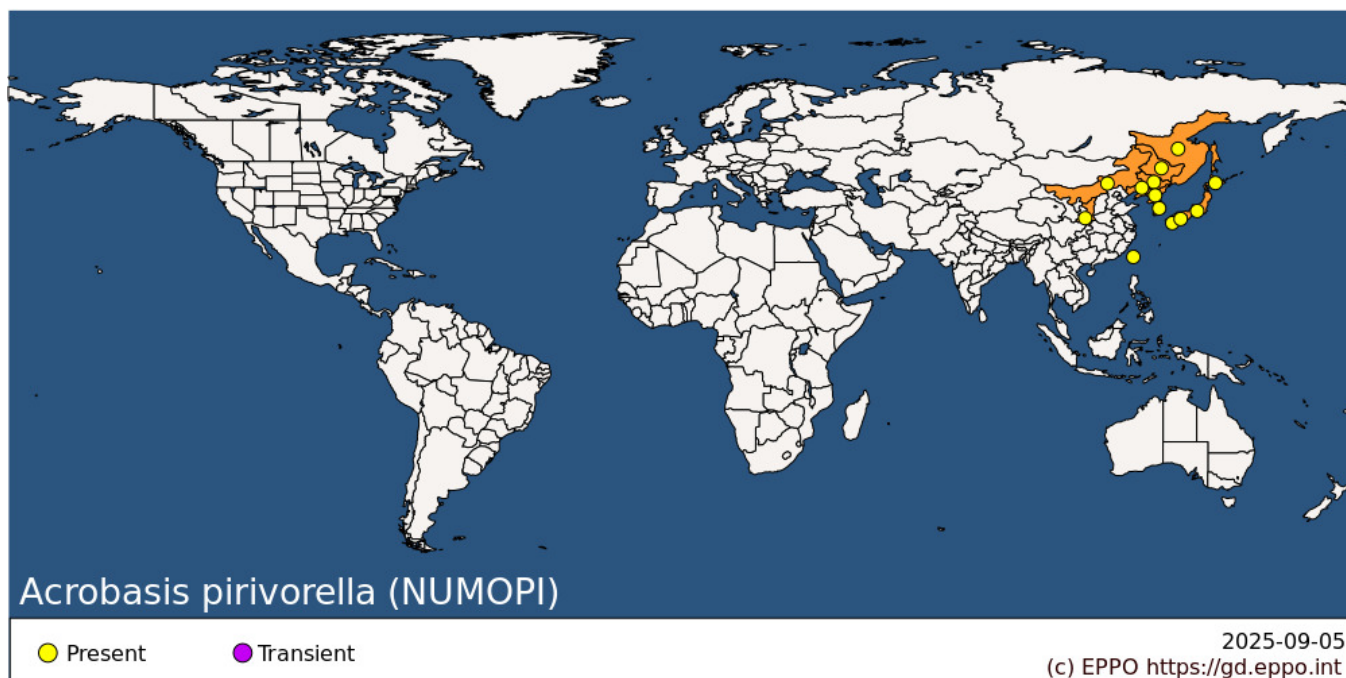 Acrobasis pirivorella (NUMOPI)
Present
Transient
2025-09-05
(c) EPPO https://gd.eppo.int